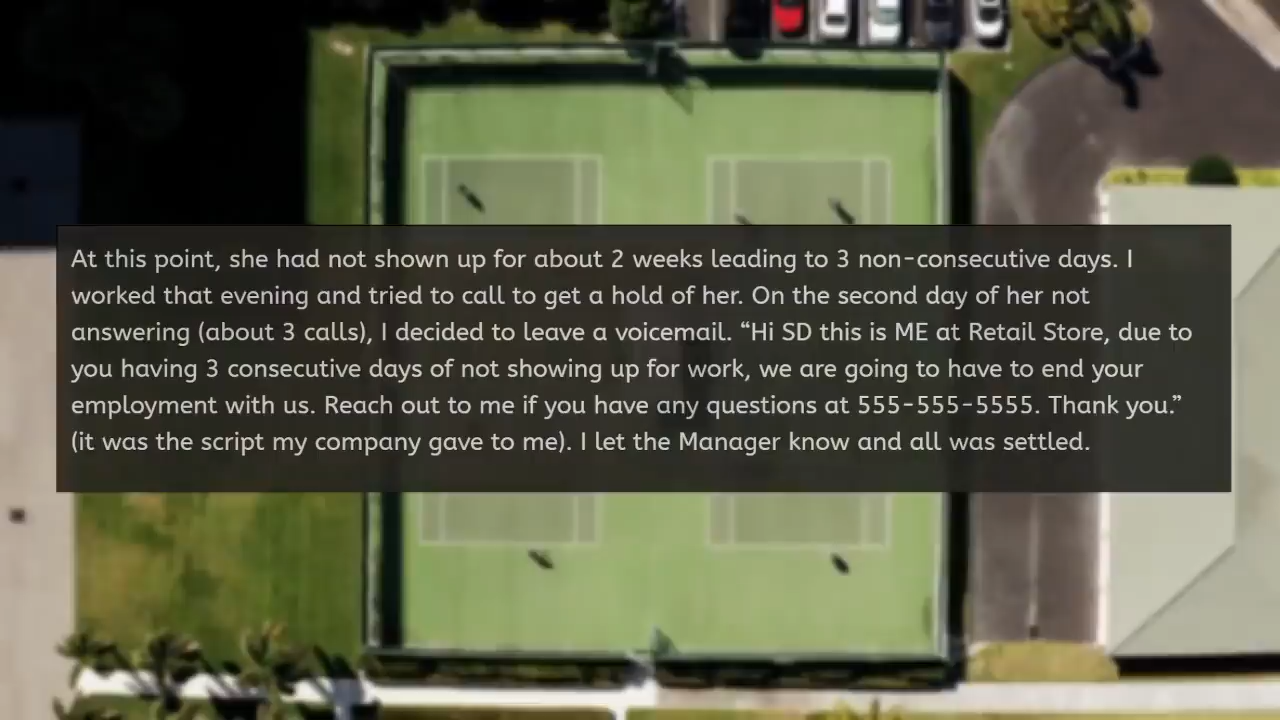 At this point, she had not shown up for about 2 weeks leading to 3 non-consecutive days. I
worked that evening and tried to call to get a hold of her. On the second day of her not
answering (about 3 calls), I decided to leave a voicemail. “Hi SD this is ME at Retail Store, due to
you having 3 consecutive days of not showing up for work, we are going to have to end your
employment with us. Reach out to me if you have any questions at 555-555-5555. Thank you.”
(it was the script my company gave to me). I let the Manager know and all was settled.